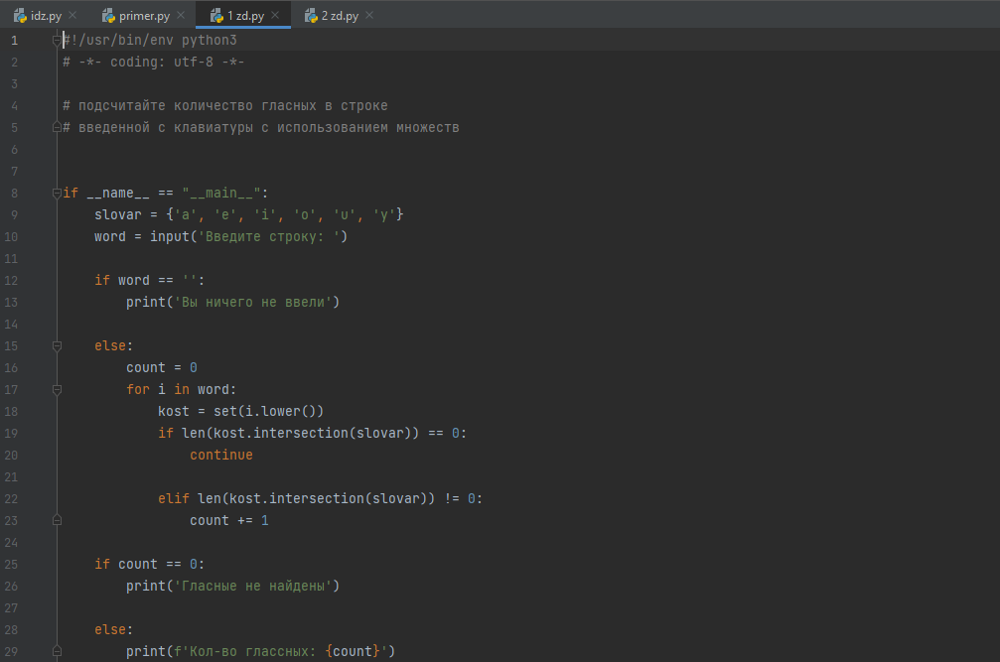 idz.py primer.py 1 zd.py 2 zd.py
1 #!/usr/bin/env python3
2 # -*- coding: utf-8 -*-
3
4 # подсчитайте количество гласных в строке
5 # введенной с клавиатуры с использованием множеств
6
7
8 if __name__ == "__main__":
9     slovar = {'a', 'e', 'i', 'o', 'u', 'y'}
10     word = input('Введите строку: ')
11
12     if word == '':
13         print('Вы ничего не ввели')
14
15     else:
16         count = 0
17         for i in word:
18             kost = set(i.lower())
19             if len(kost.intersection(slovar)) == 0:
20                 continue
21
22             elif len(kost.intersection(slovar)) != 0:
23                 count += 1
24
25     if count == 0:
26         print('Гласные не найдены')
27
28     else:
29         print(f'Кол-во глассных: {count}')